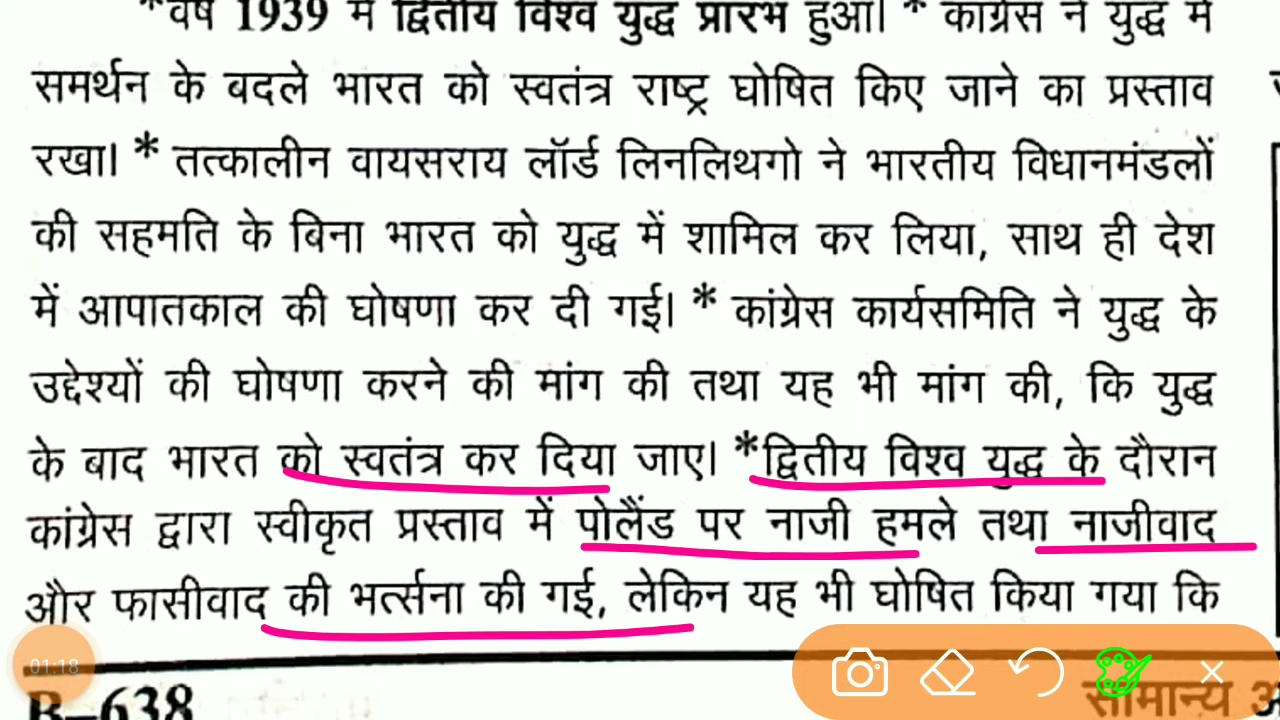 *वर्ष 1939 में द्वितीय विश्व युद्ध प्रारंभ हुआ। * कांग्रेस ने युद्ध में
समर्थन के बदले भारत को स्वतंत्र राष्ट्र घोषित किए जाने का प्रस्ताव
रखा। * तत्कालीन वायसराय लॉर्ड लिनलिथगो ने भारतीय विधानमंडलों
की सहमति के बिना भारत को युद्ध में शामिल कर लिया, साथ ही देश
में आपातकाल की घोषणा कर दी गई। * कांग्रेस कार्यसमिति ने युद्ध के
उद्देश्यों की घोषणा करने की मांग की तथा यह भी मांग की, कि युद्ध
के बाद भारत को स्वतंत्र कर दिया जाए। *द्वितीय विश्व युद्ध के दौरान
कांग्रेस द्वारा स्वीकृत प्रस्ताव में पोलैंड पर नाजी हमले तथा नाजीवाद
और फासीवाद की भर्त्सना की गई, लेकिन यह भी घोषित किया गया कि
01:18
B–638
सामान्य